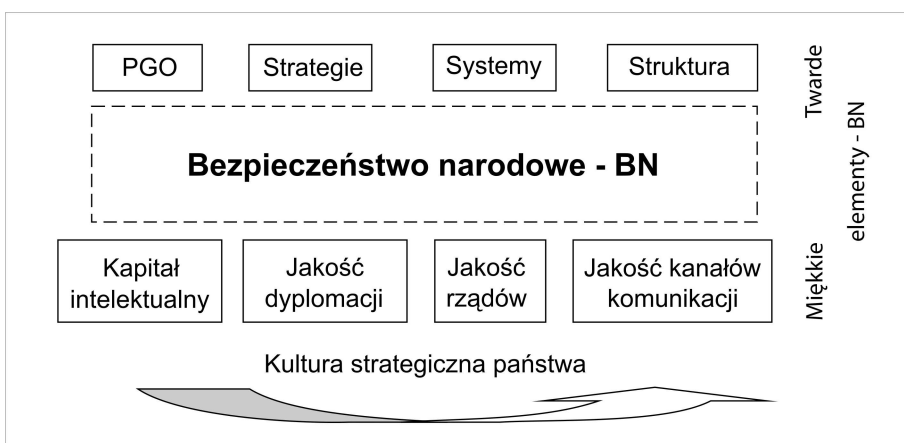 PGO
Strategie
Systemy
Struktura
Twarde
Bezpieczeństwo narodowe - BN
elementy - BN
Kapitał
intelektualny
Jakość
dyplomacji
Jakość
rządów
Jakość kanałów
komunikacji
Miękkie
Kultura strategiczna państwa